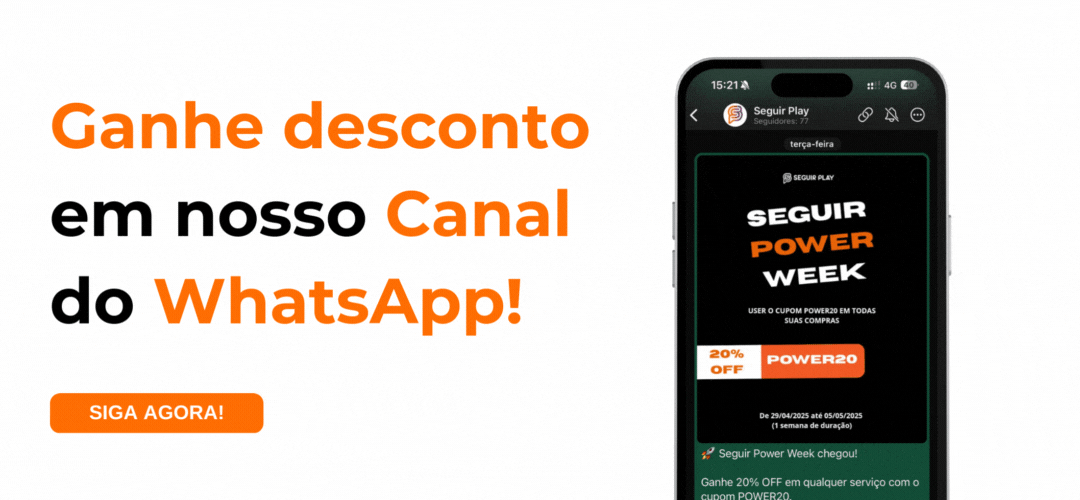 Ganhe desconto
em nosso Canal
do WhatsApp!
SIGA AGORA!
15:21
4G 40
Seguir Play
Seguidores: 77
terça-feira
SEGUIR PLAY
SEGUIR
POWER
WEEK
USER O CUPOM POWER20 EM TODAS
SUAS COMPRAS
20%
OFF
POWER20
De 29/04/2025 até 05/05/2025
(1 semana de duração)
🚀 Seguir Power Week chegou!
Ganhe 20% OFF em qualquer serviço com o
cupom POWER20.